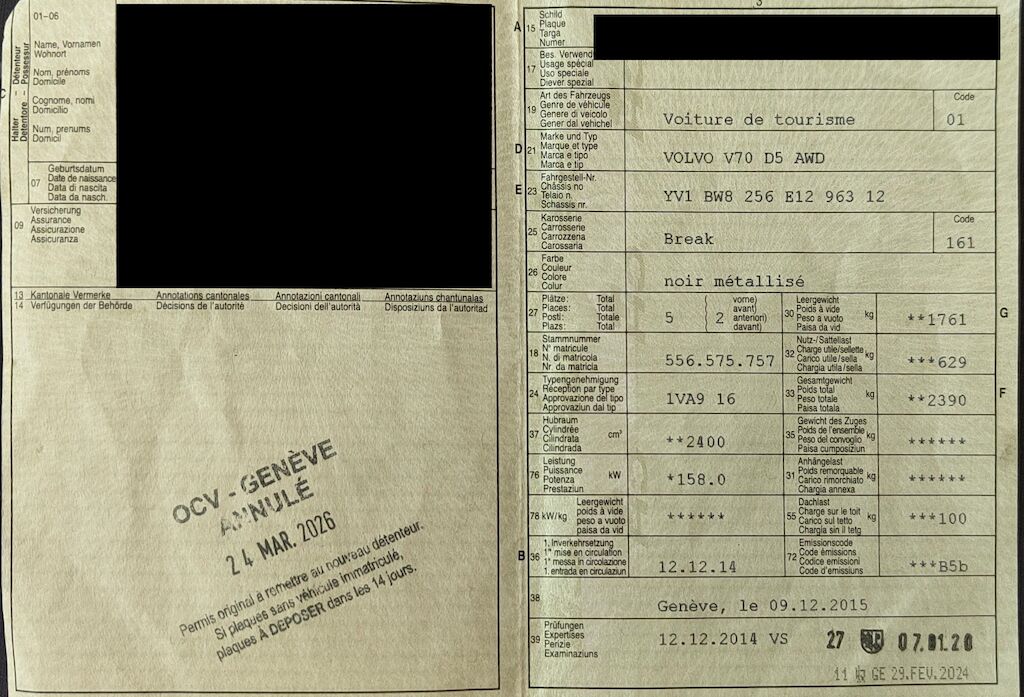 01-06
Halter – Détenteur
Detentore – Possessur
Name, Vornamen
Wohnort
Nom, prénoms
Domicile
Cognome, nomi
Domicilio
Num, prenums
Domicil
C
07
Geburtsdatum
Date de naissance
Data di nascita
Data da nasch.
09
Versicherung
Assurance
Assicurazione
Assicuranza
13 Kantonale Vermerke Annotations cantonales Annotazioni cantonali Annotaziuns chantunalas
14 Verfügungen der Behörde Décisions de l'autorité Decisioni dell'autorità Disposiziuns da l'autoritad
OCV - GENÈVE
ANNULÉ
24 MAR. 2026
Permis original à remettre au nouveau détenteur.
Si plaques sans véhicule immatriculé,
plaques À DEPOSER dans les 14 jours.
3
A 15
Schild
Plaque
Targa
Numer
17
Bes. Verwend
Usage spécial
Uso speciale
Diever spezial
19
Art des Fahrzeugs
Genre de véhicule
Genere di veicolo
Gener dal vehichel
Voiture de tourisme
Code
01
D 21
Marke und Typ
Marque et type
Marca e tipo
Marca e tip
VOLVO V70 D5 AWD
E 23
Fahrgestell-Nr.
Châssis no
Telaio n.
Schassis nr.
YV1 BW8 256 E12 963 12
25
Karosserie
Carrosserie
Carrozzena
Carossaria
Break
Code
161
26
Farbe
Couleur
Colore
Colur
noir métallisé
27
Plätze: Total
Places: Total
Posti: Totale
Plazs: Total
5
vorne)
avant)
anteriori)
davant)
( 2
30
Leergewicht
Poids à vide
Peso a vuoto
Paisa da vid
kg
**1761
G
18
Stammnummer
N° matricule
N. di matricola
Nr. da matricla
556.575.757
32
Nutz-/Sattellast
Charge utile/sellette
Carico utile/sella
Chargia utila/sella
kg
***629
24
Typengenehmigung
Réception par type
Approvazione del tipo
Approvaziun dal tip
1VA9 16
33
Gesamtgewicht
Poids total
Peso totale
Paisa totala
kg
**2390
F
37
Hubraum
Cylindrée
Cilindrata
Cilindrada
cm³
**2400
35
Gewicht des Zuges
Poids de l'ensemble
Peso del convoglio
Paisa cumposiziun
kg
******
76
Leistung
Puissance
Potenza
Prestaziun
kW
*158.0
31
Anhängelast
Poids remorquable
Carico rimorchiato
Chargia annexa
kg
******
78 kW/kg
Leergewicht
poids à vide
peso a vuoto
paisa da vid
******
55
Dachlast
Charge sur le toit
Carico sul tetto
Chargia sin il tetg
kg
***100
B 36
1. Inverkehrsetzung
1re mise en circulation
1a messa in circolazione
1. entrada en circulaziun
12.12.14
72
Emissionscode
Code émissions
Codice emissioni
Code d'emissiuns
***B5b
38
Genève, le 09.12.2015
39
Prüfungen
Expertises
Perizie
Examinaziuns
12.12.2014 VS 27 07.01.20
11 GE 29.FEV.2024